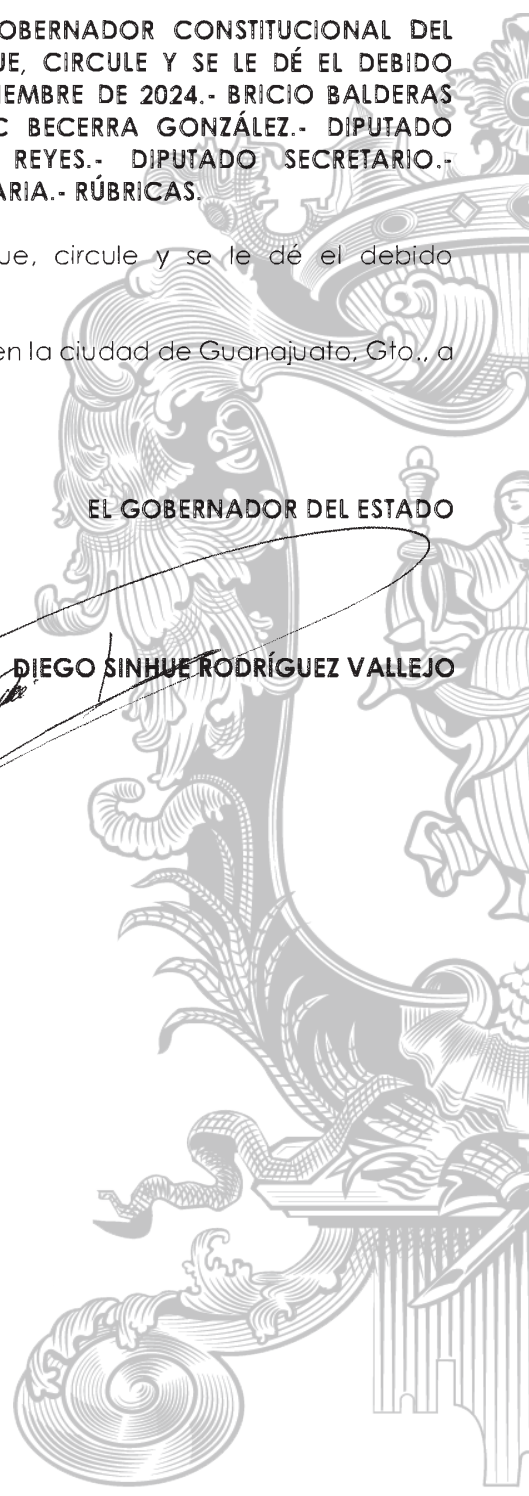 OBERNADOR CONSTITUCIONAL DEL
UE, CIRCULE Y SE LE DÉ EL DEBIDO
IEMBRE DE 2024.- BRICIO BALDERAS
C BECERRA GONZÁLEZ.- DIPUTADO
REYES.- DIPUTADO SECRETARIO.-
ARIA.- RÚBRICAS.
ue, circule y se le dé el debido
en la ciudad de Guanajuato, Gto., a
EL GOBERNADOR DEL ESTADO
DIEGO SINHUE RODRÍGUEZ VALLEJO